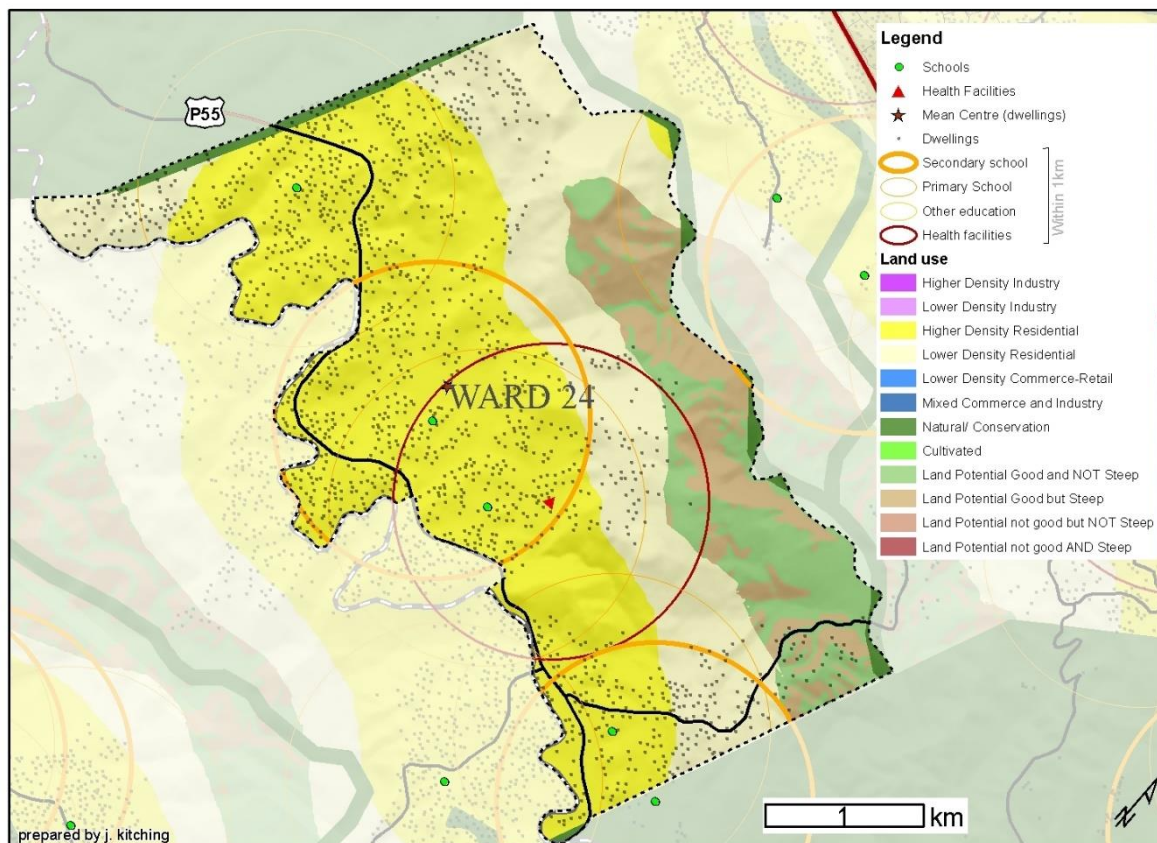 P55
WARD 24
Legend
Schools
Health Facilities
Mean Centre (dwellings)
Dwellings
Secondary school
Primary School
Other education
Health facilities
Within 1km
Land use
Higher Density Industry
Lower Density Industry
Higher Density Residential
Lower Density Residential
Lower Density Commerce-Retail
Mixed Commerce and Industry
Natural/ Conservation
Cultivated
Land Potential Good and NOT Steep
Land Potential Good but Steep
Land Potential not good but NOT Steep
Land Potential not good AND Steep
1 km
N
prepared by j. kitching